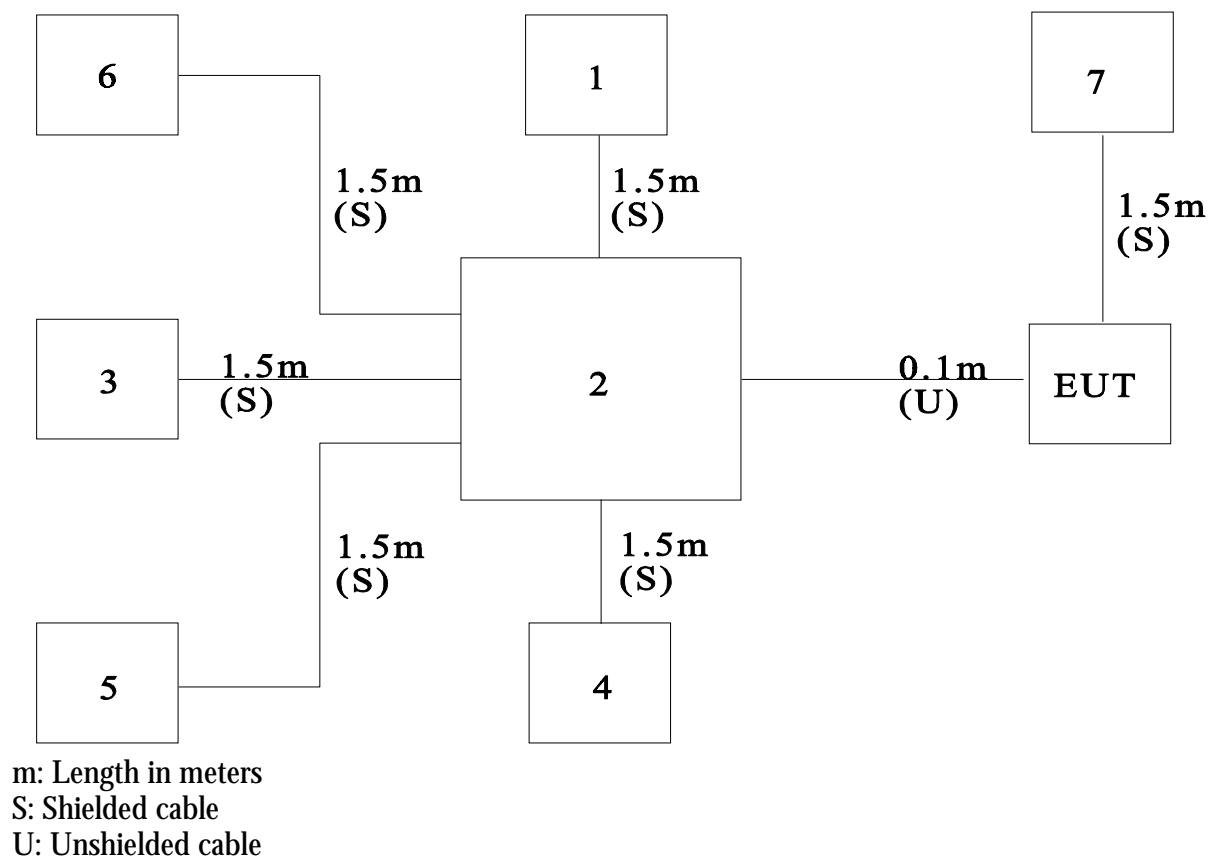 6
1
7
1.5m
(S)
1.5m
(S)
1.5m
(S)
3
1.5m
(S)
2
0.1m
(U)
EUT
1.5m
(S)
1.5m
(S)
5
4
m: Length in meters
S: Shielded cable
U: Unshielded cable